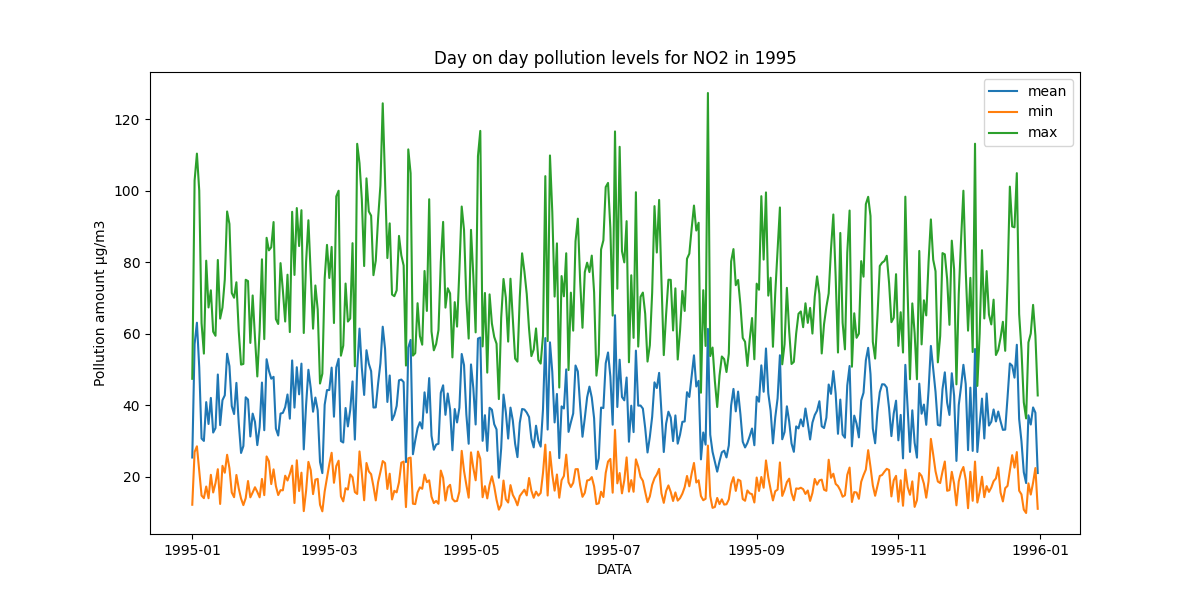 Day on day pollution levels for NO2 in 1995
mean
min
max
Pollution amount µg/m3
120
100
80
60
40
20
1995-01
1995-03
1995-05
1995-07
1995-09
1995-11
1996-01
DATA